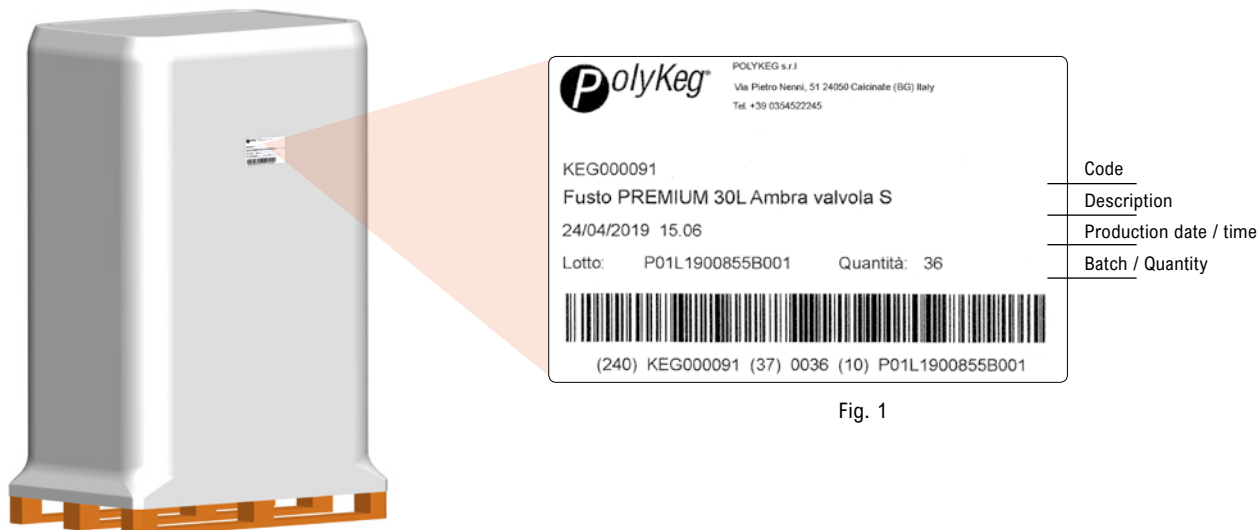 PolyKeg®
POLYKEG s.r.l
Via Pietro Nenni, 51 24050 Calcinate (BG) Italy
Tel. +39 0354522245
KEG000091
Code
Fusto PREMIUM 30L Ambra valvola S
Description
24/04/2019 15.06
Production date / time
Lotto: P01L1900855B001 Quantità: 36
Batch / Quantity
(240) KEG000091 (37) 0036 (10) P01L1900855B001
Fig. 1